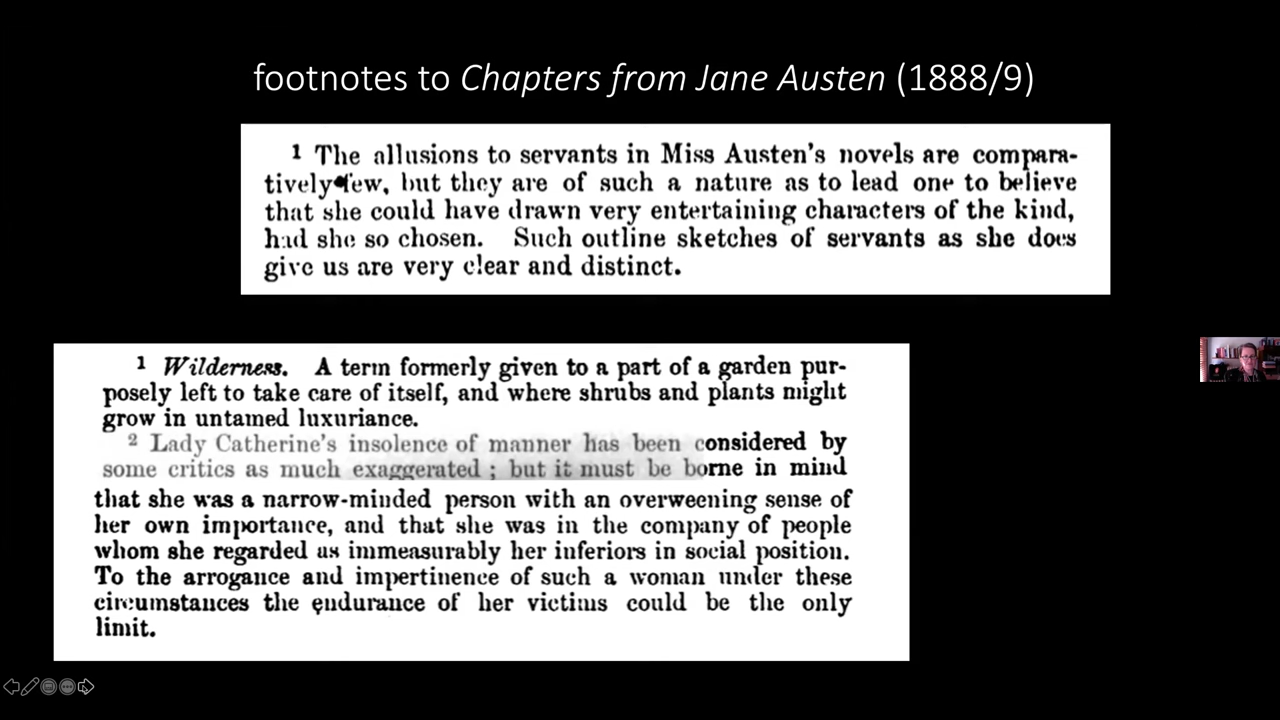 footnotes to Chapters from Jane Austen (1888/9)
1 The allusions to servants in Miss Austen's novels are compara-
tively few, but they are of such a nature as to lead one to believe
that she could have drawn very entertaining characters of the kind,
had she so chosen. Such outline sketches of servants as she does
give us are very clear and distinct.
1 Wilderness. A term formerly given to a part of a garden pur-
posely left to take care of itself, and where shrubs and plants might
grow in untamed luxuriance.
2 Lady Catherine's insolence of manner has been considered by
some critics as much exaggerated ; but it must be borne in mind
that she was a narrow-minded person with an overweening sense of
her own importance, and that she was in the company of people
whom she regarded as immeasurably her inferiors in social position.
To the arrogance and impertinence of such a woman under these
circumstances the endurance of her victims could be the only
limit.